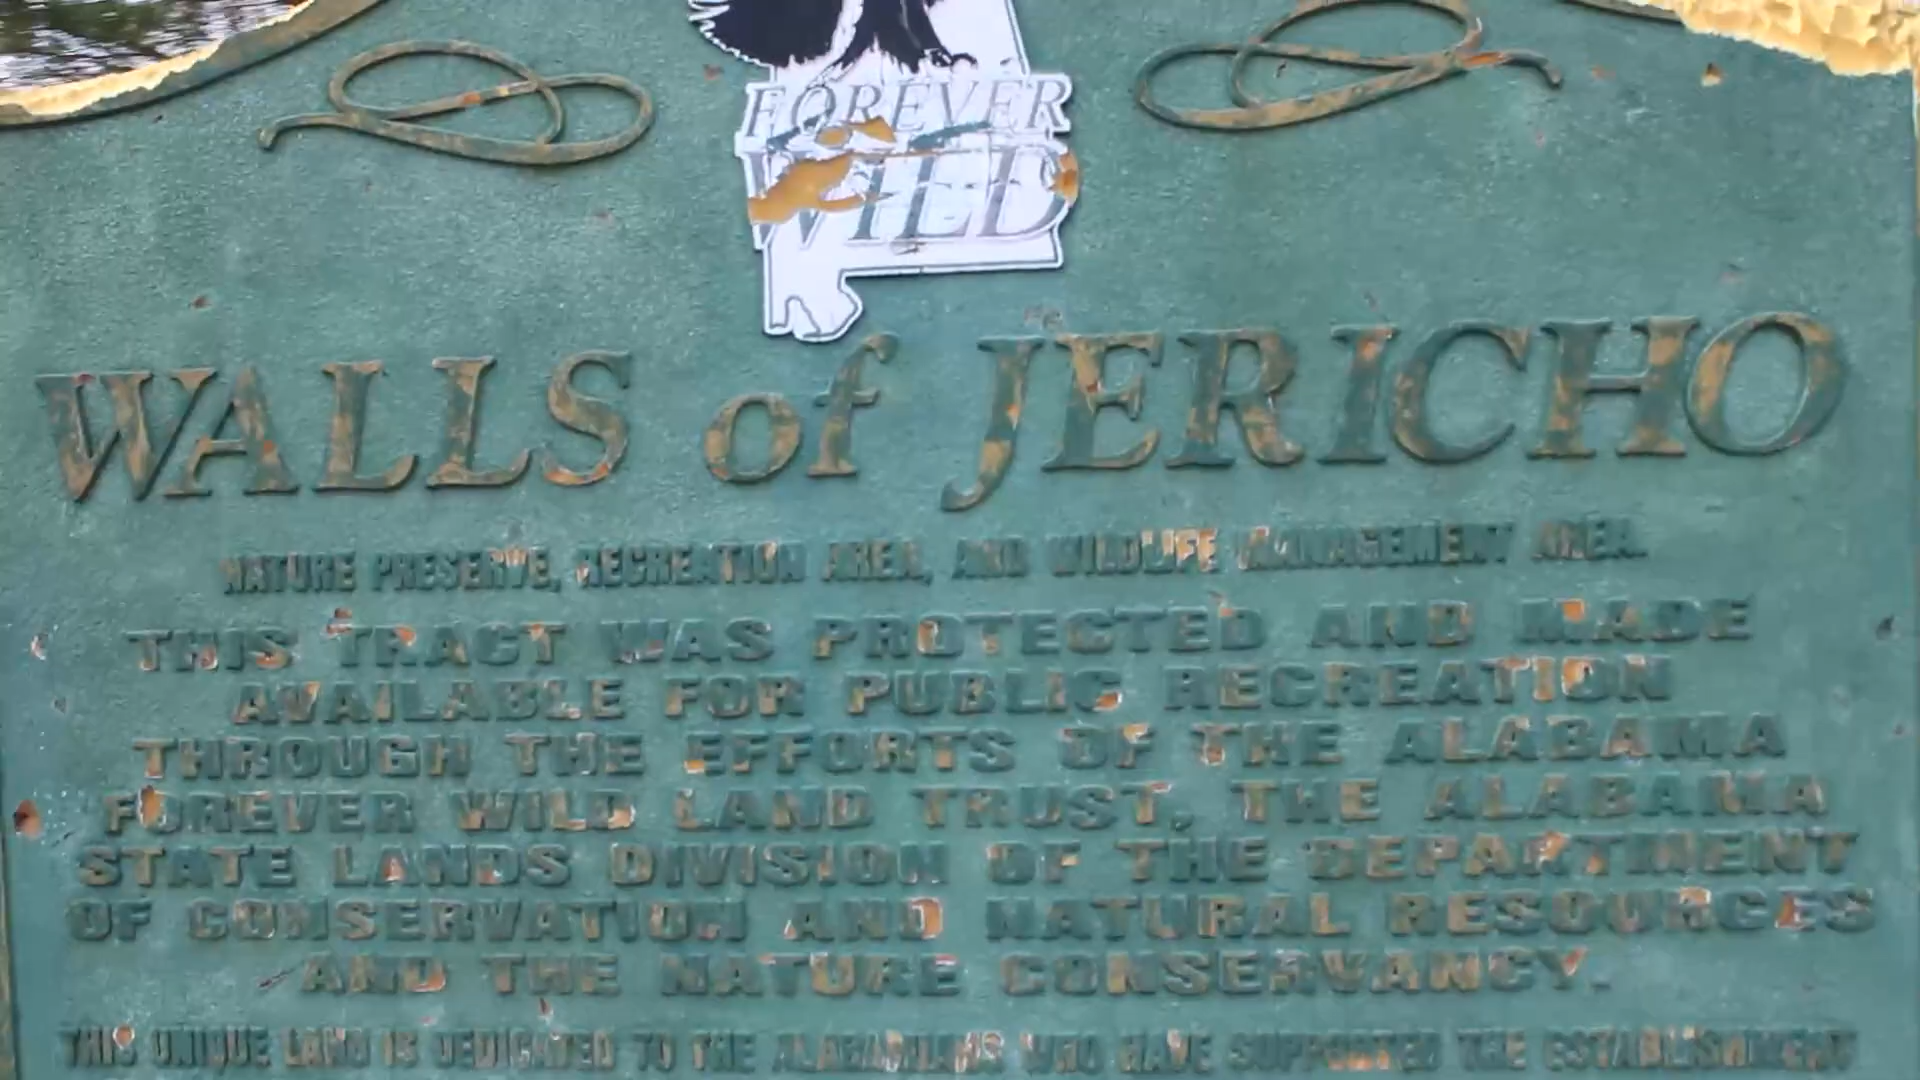 FOREVER
WILD
WALLS of JERICHO
NATURE PRESERVE, RECREATION AREA, AND WILDLIFE MANAGEMENT AREA.
THIS TRACT WAS PROTECTED AND MADE
AVAILABLE FOR PUBLIC RECREATION
THROUGH THE EFFORTS OF THE ALABAMA
FOREVER WILD LAND TRUST, THE ALABAMA
STATE LANDS DIVISION OF THE DEPARTMENT
OF CONSERVATION AND NATURAL RESOURCES
AND THE NATURE CONSERVANCY.
THIS UNIQUE LAND IS DEDICATED TO THE ALABAMIANS WHO HAVE SUPPORTED THE ESTABLISHMENT